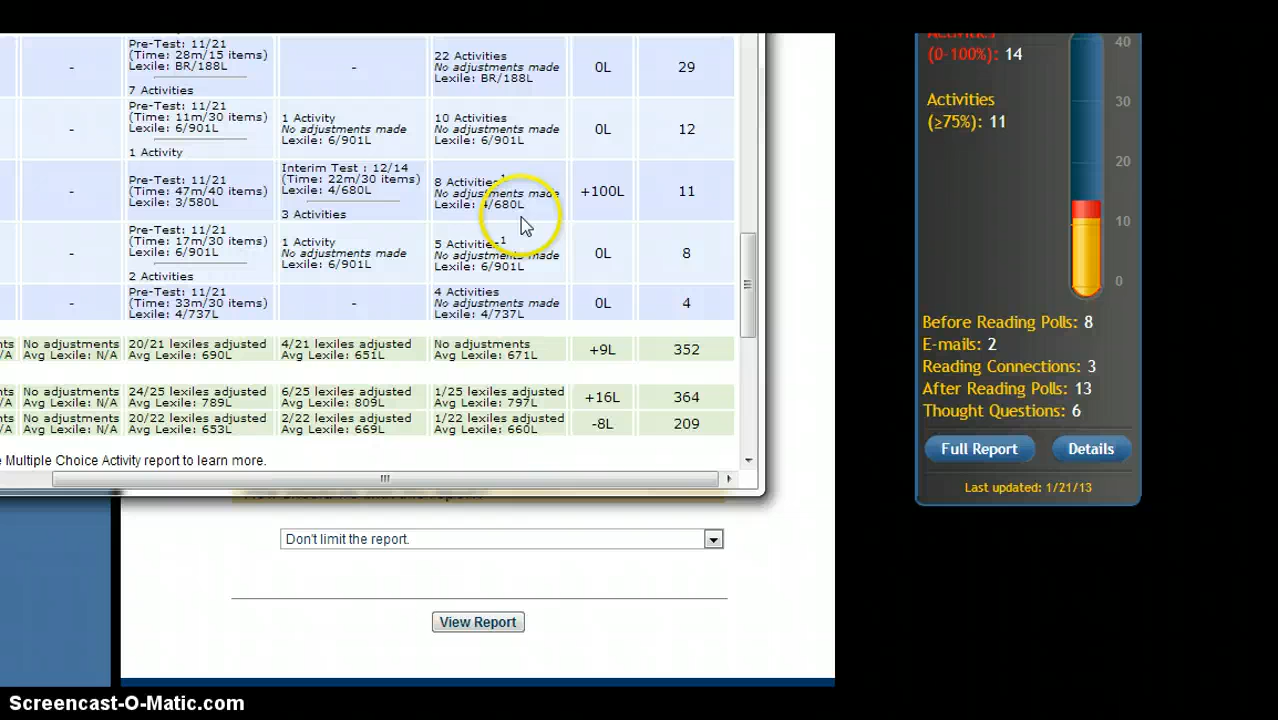 Pre-Test: 11/21
(Time: 28m/15 items)
Lexile: BR/188L
7 Activities
-
-
22 Activities
No adjustments made
Lexile: BR/188L
0L
29
-
Pre-Test: 11/21
(Time: 11m/30 items)
Lexile: 6/901L
1 Activity
1 Activity
No adjustments made
Lexile: 6/901L
10 Activities
No adjustments made
Lexile: 6/901L
0L
12
-
Pre-Test: 11/21
(Time: 47m/40 items)
Lexile: 3/580L
Interim Test : 12/14
(Time: 22m/30 items)
Lexile: 4/680L
3 Activities
8 Activities1
No adjustments made
Lexile: 4/680L
+100L
11
-
Pre-Test: 11/21
(Time: 17m/30 items)
Lexile: 6/901L
2 Activities
1 Activity
No adjustments made
Lexile: 6/901L
5 Activities1
No adjustments made
Lexile: 6/901L
0L
8
-
Pre-Test: 11/21
(Time: 33m/30 items)
Lexile: 4/737L
-
4 Activities
No adjustments made
Lexile: 4/737L
0L
4
No adjustments
Avg Lexile: N/A
20/21 lexiles adjusted
Avg Lexile: 690L
4/21 lexiles adjusted
Avg Lexile: 651L
No adjustments
Avg Lexile: 671L
+9L
352
No adjustments
Avg Lexile: N/A
24/25 lexiles adjusted
Avg Lexile: 789L
6/25 lexiles adjusted
Avg Lexile: 809L
1/25 lexiles adjusted
Avg Lexile: 797L
+16L
364
No adjustments
Avg Lexile: N/A
20/22 lexiles adjusted
Avg Lexile: 653L
2/22 lexiles adjusted
Avg Lexile: 669L
1/22 lexiles adjusted
Avg Lexile: 660L
-8L
209
Multiple Choice Activity report to learn more.
Don't limit the report.
View Report
(0-100%): 14
Activities
(≥75%): 11
40
30
20
10
0
Before Reading Polls: 8
E-mails: 2
Reading Connections: 3
After Reading Polls: 13
Thought Questions: 6
Full Report
Details
Last updated: 1/21/13
Screencast-O-Matic.com